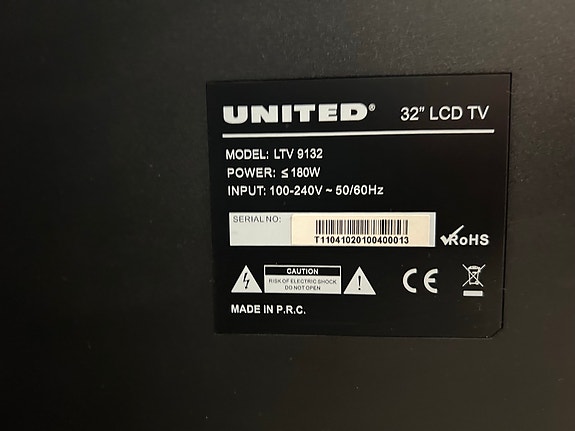 UNITED® 32" LCD TV
MODEL: LTV 9132
POWER: ≤180W
INPUT: 100-240V ~ 50/60Hz
SERIAL NO:
T11041020100400013
RoHS
CAUTION
RISK OF ELECTRIC SHOCK
DO NOT OPEN
CE
MADE IN P.R.C.